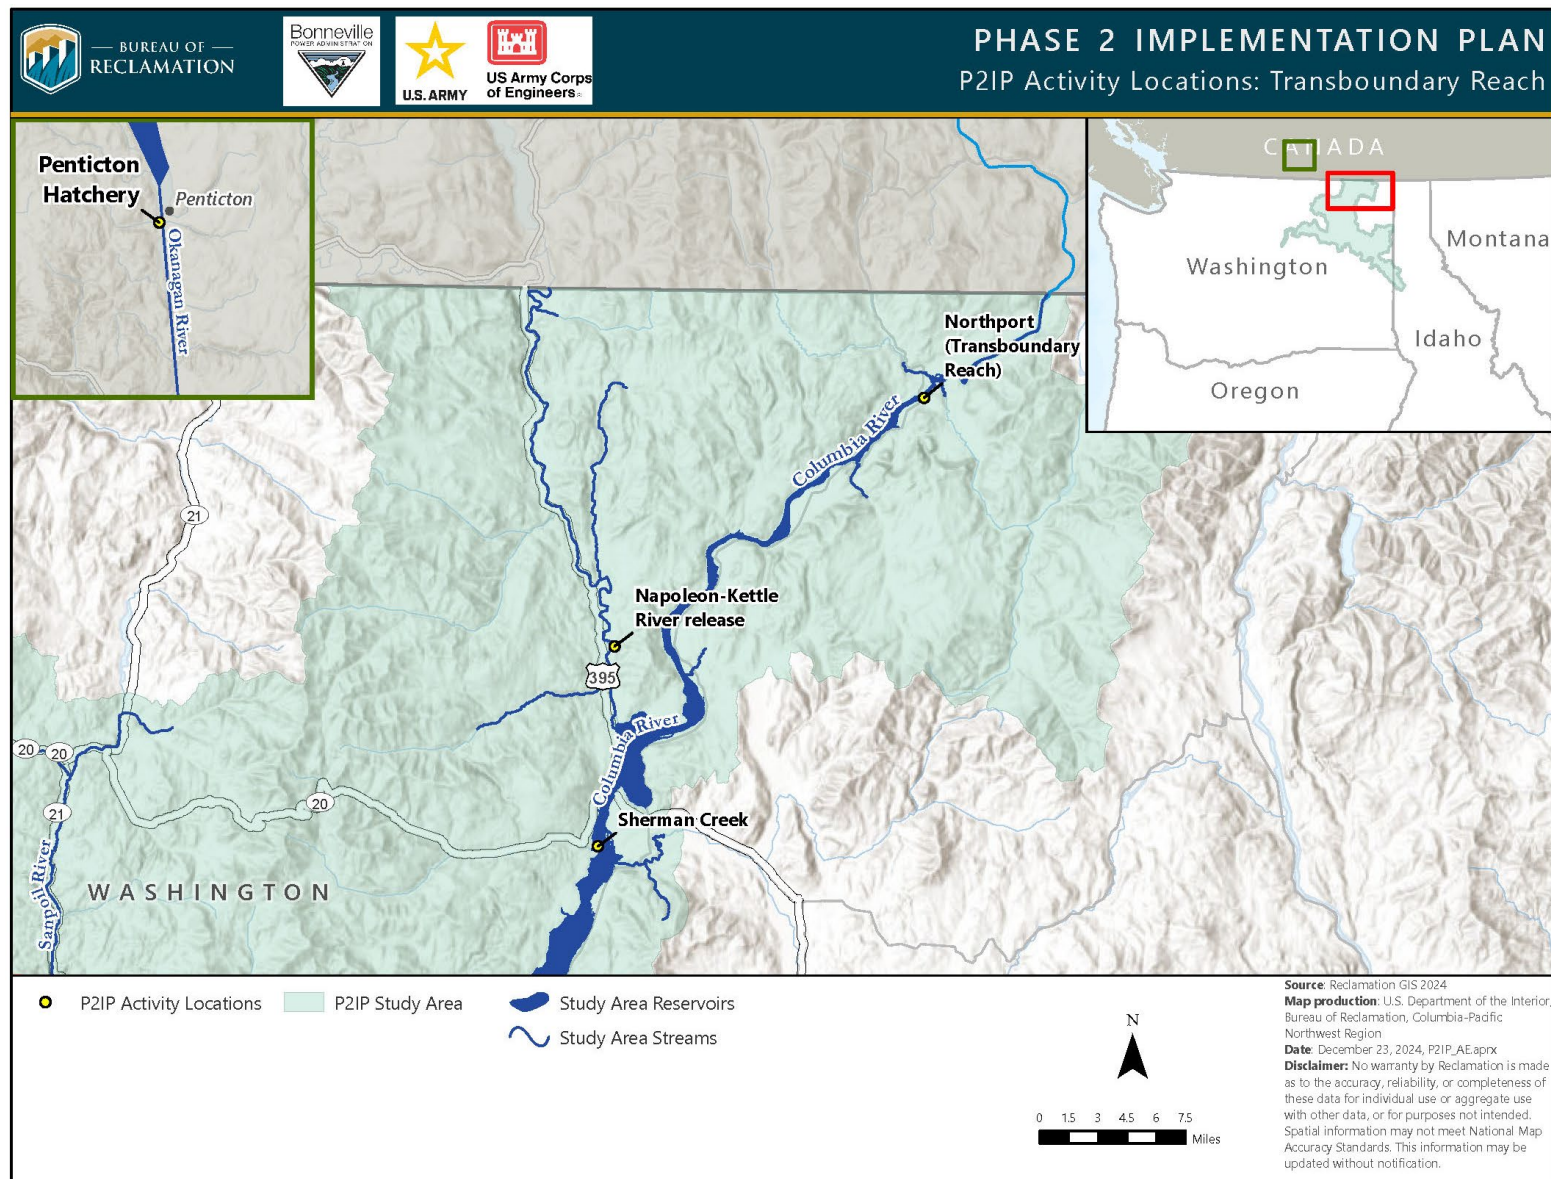 BUREAU OF
RECLAMATION
Bonneville
POWER ADMINISTRATION
U.S. ARMY
US Army Corps
of Engineers®
PHASE 2 IMPLEMENTATION PLAN
P2IP Activity Locations: Transboundary Reach
Penticton
Hatchery
Penticton
Okanagan River
CANADA
Washington
Montana
Idaho
Oregon
Northport
(Transboundary
Reach)
Columbia River
21
Napoleon-Kettle
River release
395
Columbia River
20
20
21
20
Sherman Creek
Sanpoil River
WASHINGTON
P2IP Activity Locations
P2IP Study Area
Study Area Reservoirs
Study Area Streams
N
0 1.5 3 4.5 6 7.5
Miles
Source: Reclamation GIS 2024
Map production: U.S. Department of the Interior,
Bureau of Reclamation, Columbia-Pacific
Northwest Region
Date: December 23, 2024, P2IP_AE.aprx
Disclaimer: No warranty by Reclamation is made
as to the accuracy, reliability, or completeness of
these data for individual use or aggregate use
with other data, or for purposes not intended.
Spatial information may not meet National Map
Accuracy Standards. This information may be
updated without notification.